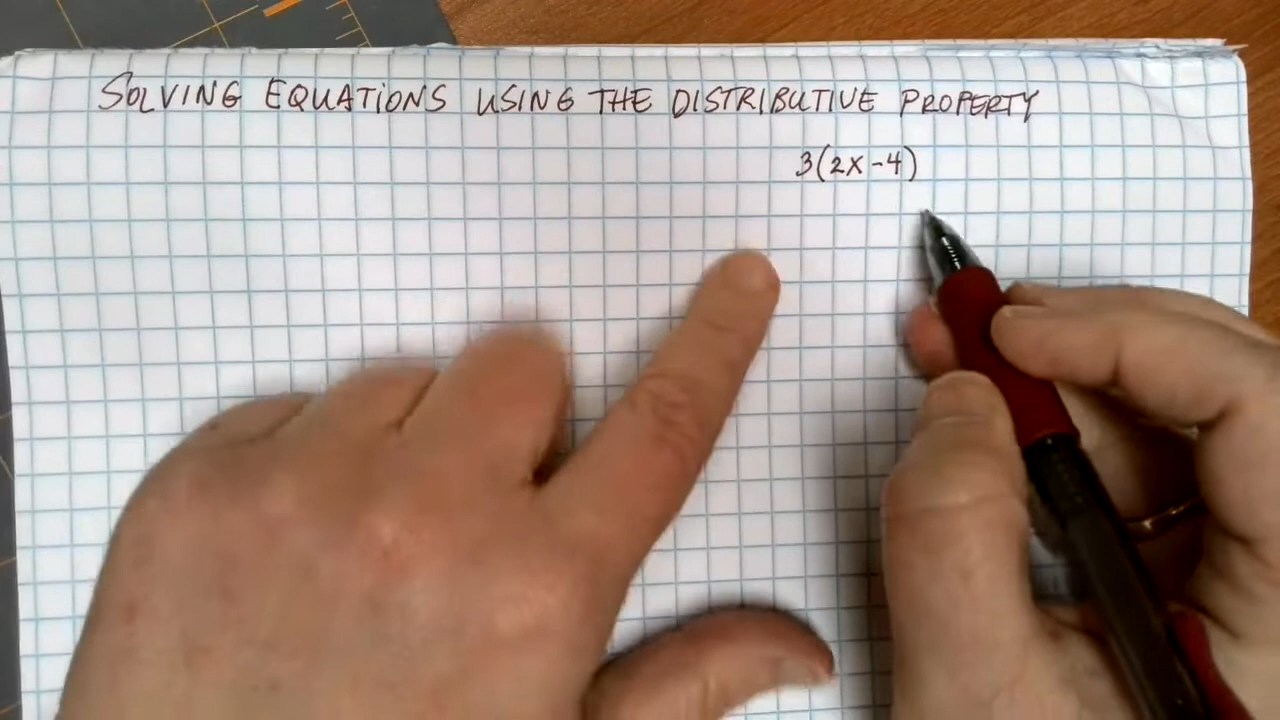 SOLVING EQUATIONS USING THE DISTRIBUTIVE PROPERTY
3(2x-4)